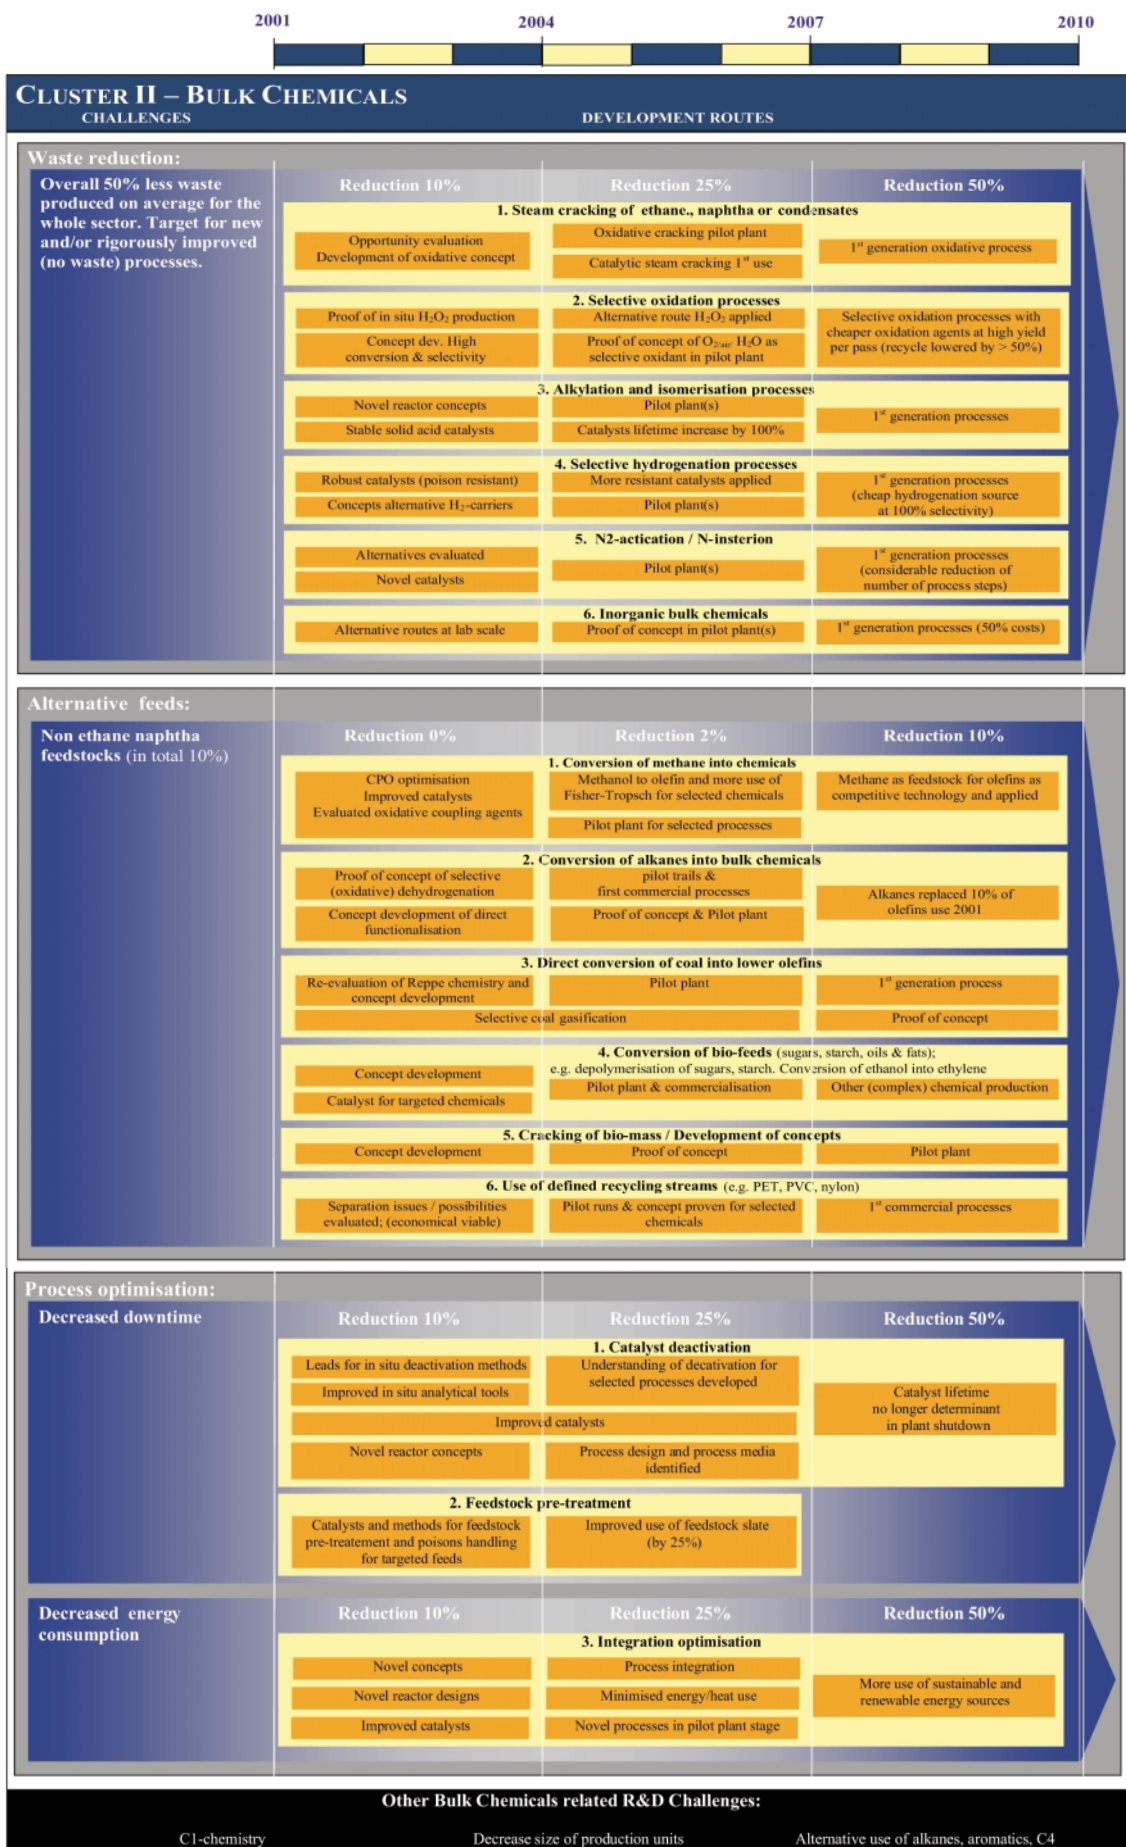 2001 2004 2007 2010
CLUSTER II – BULK CHEMICALS
CHALLENGES DEVELOPMENT ROUTES
Waste reduction:
Overall 50% less waste
produced on average for the
whole sector. Target for new
and/or rigorously improved
(no waste) processes.
Reduction 10% Reduction 25% Reduction 50%
1. Steam cracking of ethane., naphtha or condensates
Opportunity evaluation
Development of oxidative concept
Oxidative cracking pilot plant
Catalytic steam cracking 1st use
1st generation oxidative process
2. Selective oxidation processes
Proof of in situ H2O2 production
Concept dev. High
conversion & selectivity
Alternative route H2O2 applied
Proof of concept of O2/air/ H2O as
selective oxidant in pilot plant
Selective oxidation processes with
cheaper oxidation agents at high yield
per pass (recycle lowered by > 50%)
3. Alkylation and isomerisation processes
Novel reactor concepts
Stable solid acid catalysts
Pilot plant(s)
Catalysts lifetime increase by 100%
1st generation processes
4. Selective hydrogenation processes
Robust catalysts (poison resistant)
Concepts alternative H2-carriers
More resistant catalysts applied
Pilot plant(s)
1st generation processes
(cheap hydrogenation source
at 100% selectivity)
5. N2-actication / N-insterion
Alternatives evaluated
Novel catalysts
Pilot plant(s)
1st generation processes
(considerable reduction of
number of process steps)
6. Inorganic bulk chemicals
Alternative routes at lab scale
Proof of concept in pilot plant(s)
1st generation processes (50% costs)
Alternative feeds:
Non ethane naphtha
feedstocks (in total 10%)
Reduction 0% Reduction 2% Reduction 10%
1. Conversion of methane into chemicals
CPO optimisation
Improved catalysts
Evaluated oxidative coupling agents
Methanol to olefin and more use of
Fisher-Tropsch for selected chemicals
Pilot plant for selected processes
Methane as feedstock for olefins as
competitive technology and applied
2. Conversion of alkanes into bulk chemicals
Proof of concept of selective
(oxidative) dehydrogenation
Concept development of direct
functionalisation
pilot trails &
first commercial processes
Proof of concept & Pilot plant
Alkanes replaced 10% of
olefins use 2001
3. Direct conversion of coal into lower olefins
Re-evaluation of Reppe chemistry and
concept development
Pilot plant
1st generation process
Selective coal gasification
Proof of concept
4. Conversion of bio-feeds (sugars, starch, oils & fats);
e.g. depolymerisation of sugars, starch. Conversion of ethanol into ethylene
Concept development
Catalyst for targeted chemicals
Pilot plant & commercialisation
Other (complex) chemical production
5. Cracking of bio-mass / Development of concepts
Concept development
Proof of concept
Pilot plant
6. Use of defined recycling streams (e.g. PET, PVC, nylon)
Separation issues / possibilities
evaluated; (economical viable)
Pilot runs & concept proven for selected
chemicals
1st commercial processes
Process optimisation:
Decreased downtime
Reduction 10% Reduction 25% Reduction 50%
1. Catalyst deactivation
Leads for in situ deactivation methods
Improved in situ analytical tools
Understanding of decativation for
selected processes developed
Improved catalysts
Novel reactor concepts
Process design and process media
identified
Catalyst lifetime
no longer determinant
in plant shutdown
2. Feedstock pre-treatment
Catalysts and methods for feedstock
pre-treatement and poisons handling
for targeted feeds
Improved use of feedstock slate
(by 25%)
Decreased energy
consumption
Reduction 10% Reduction 25% Reduction 50%
3. Integration optimisation
Novel concepts
Novel reactor designs
Improved catalysts
Process integration
Minimised energy/heat use
Novel processes in pilot plant stage
More use of sustainable and
renewable energy sources
Other Bulk Chemicals related R&D Challenges:
C1-chemistry Decrease size of production units Alternative use of alkanes, aromatics, C4